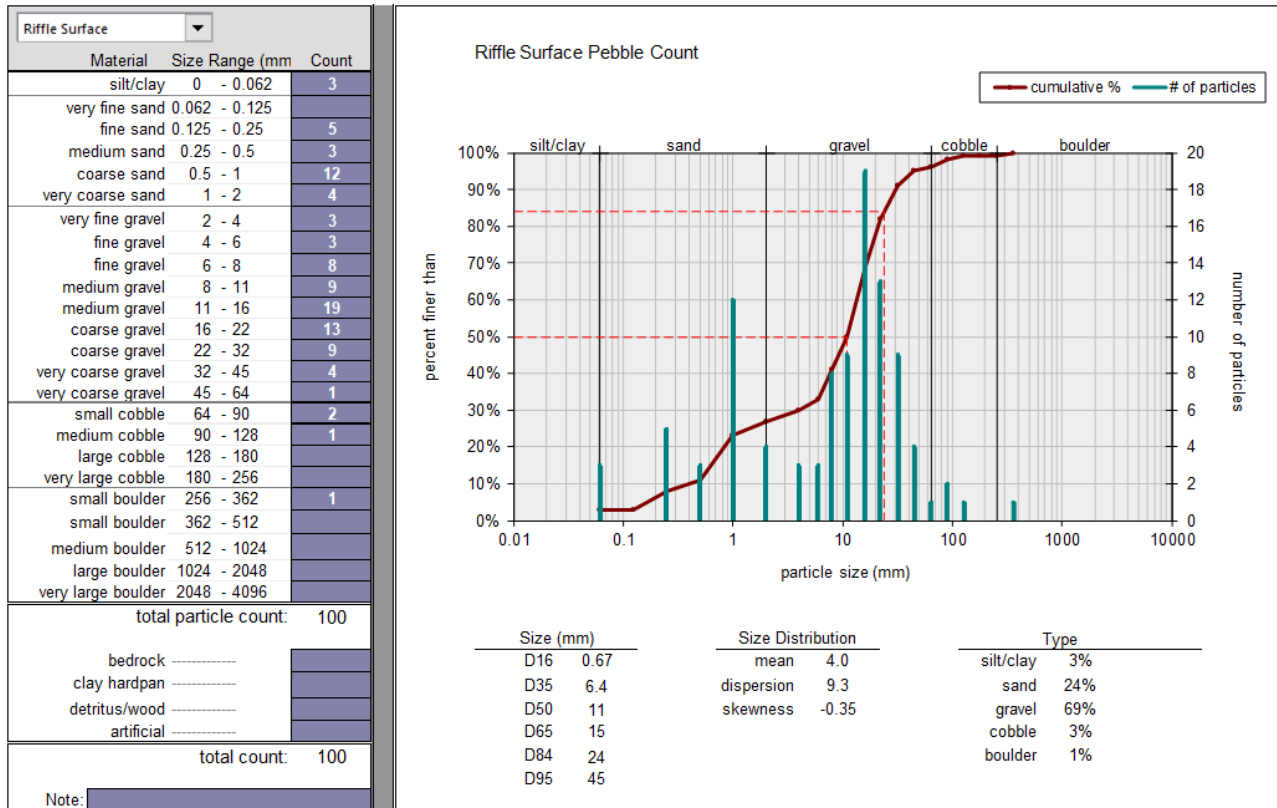 Riffle Surface
Material Size Range (mm Count
silt/clay 0 - 0.062 3
very fine sand 0.062 - 0.125
fine sand 0.125 - 0.25 5
medium sand 0.25 - 0.5 3
coarse sand 0.5 - 1 12
very coarse sand 1 - 2 4
very fine gravel 2 - 4 3
fine gravel 4 - 6 3
fine gravel 6 - 8 8
medium gravel 8 - 11 9
medium gravel 11 - 16 19
coarse gravel 16 - 22 13
coarse gravel 22 - 32 9
very coarse gravel 32 - 45 4
very coarse gravel 45 - 64 1
small cobble 64 - 90 2
medium cobble 90 - 128 1
large cobble 128 - 180
very large cobble 180 - 256
small boulder 256 - 362 1
small boulder 362 - 512
medium boulder 512 - 1024
large boulder 1024 - 2048
very large boulder 2048 - 4096
total particle count: 100
bedrock -------------
clay hardpan -------------
detritus/wood -------------
artificial -------------
total count: 100
Note:
Riffle Surface Pebble Count
cumulative % # of particles
silt/clay sand gravel cobble boulder
100% 20
90% 18
80% 16
70% 14
60% 12
50% 10
40% 8
30% 6
20% 4
10% 2
0% 0
percent finer than
number of particles
0.01 0.1 1 10 100 1000 10000
particle size (mm)
Size (mm)
D16 0.67
D35 6.4
D50 11
D65 15
D84 24
D95 45
Size Distribution
mean 4.0
dispersion 9.3
skewness -0.35
Type
silt/clay 3%
sand 24%
gravel 69%
cobble 3%
boulder 1%